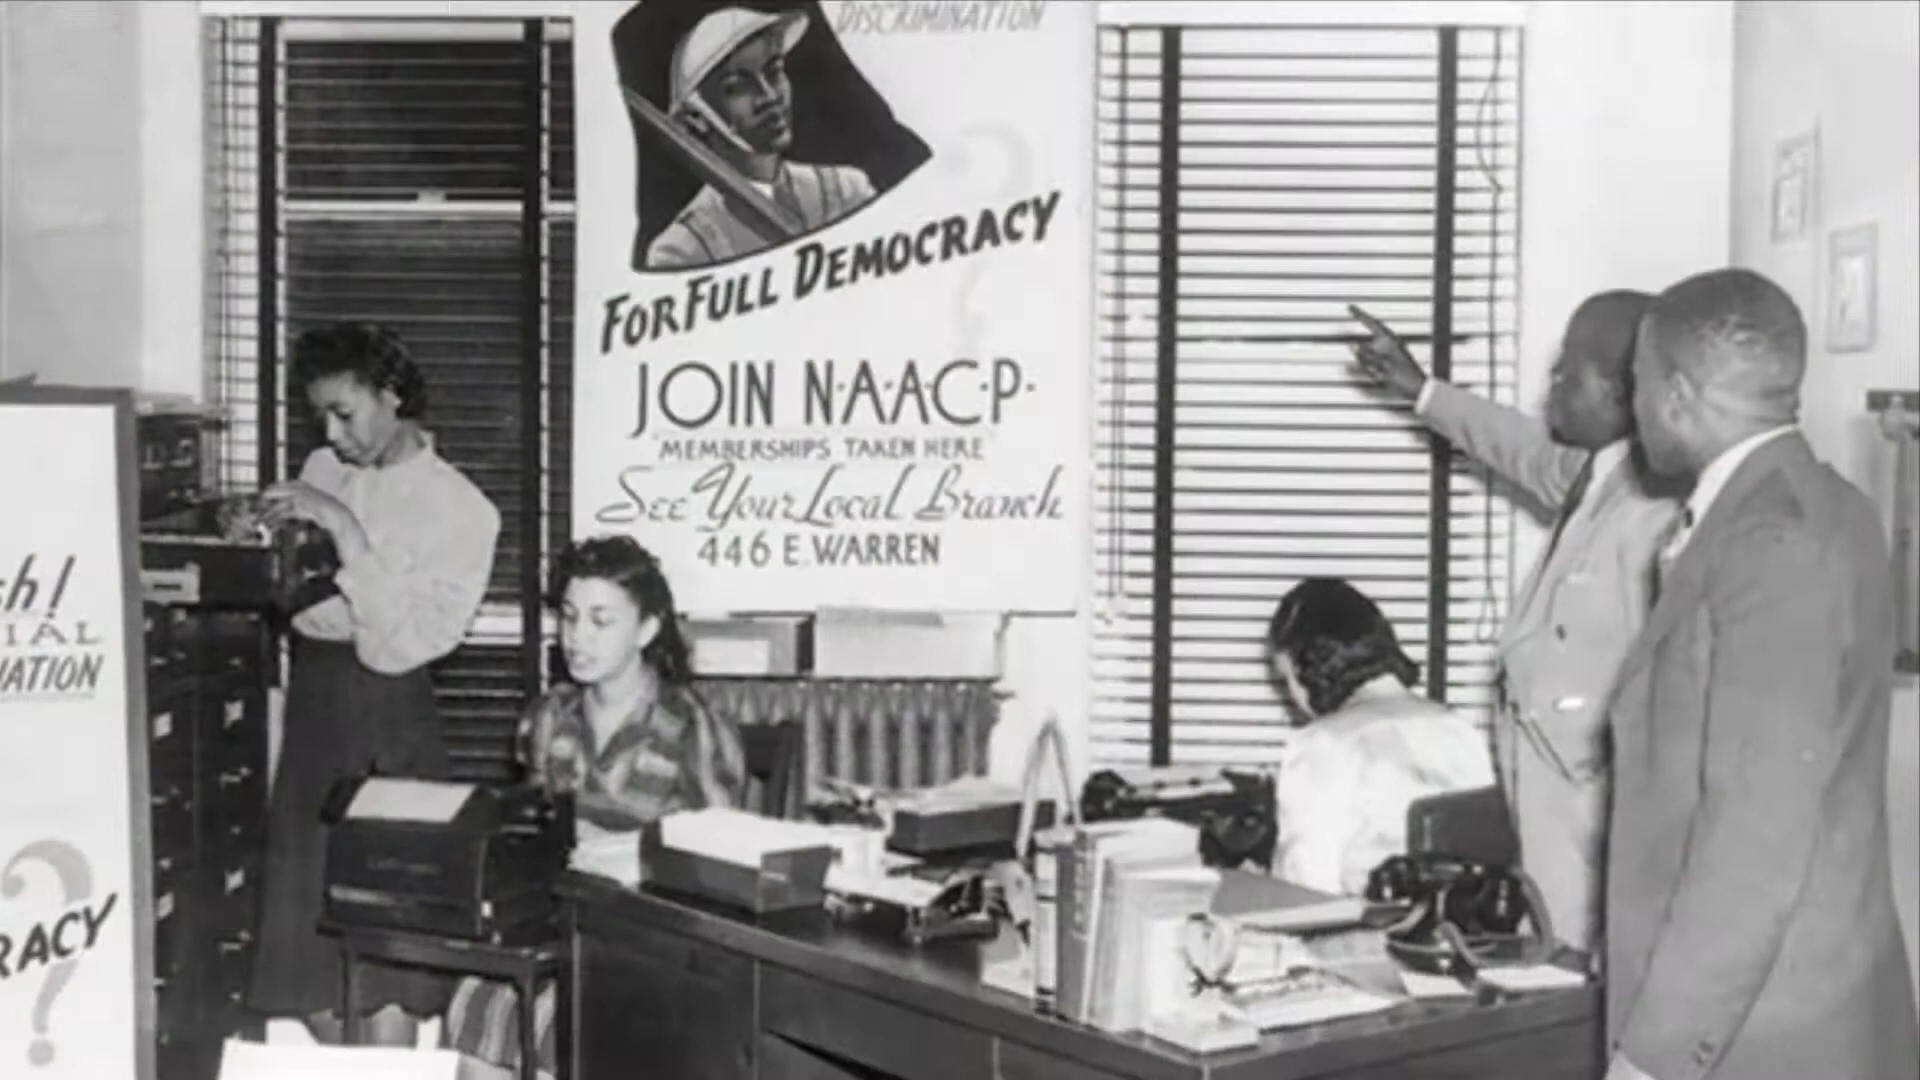 DISCRIMINATION
FOR FULL DEMOCRACY
JOIN N·A·A·C·P·
"MEMBERSHIPS TAKEN HERE"
See Your Local Branch
446 E. WARREN
sh!
IAL
NATION
RACY
?